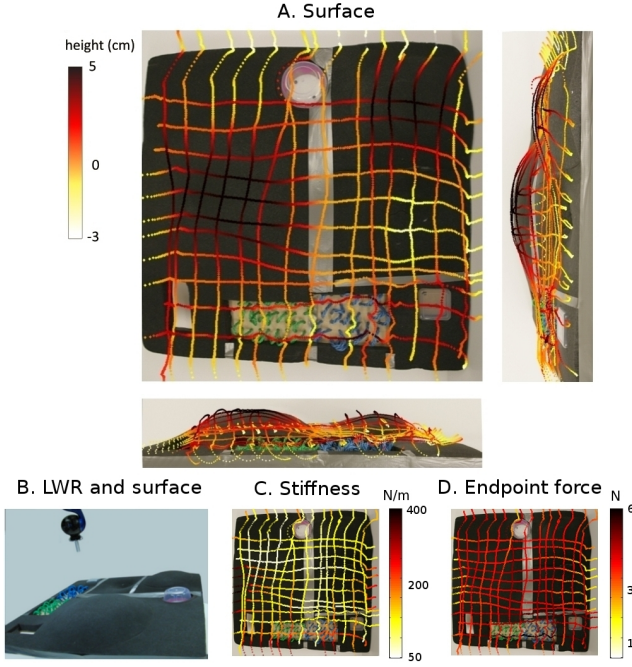 A. Surface
height (cm)
5
0
-3
B. LWR and surface
C. Stiffness
N/m
400
200
50
D. Endpoint force
N
6
3
1